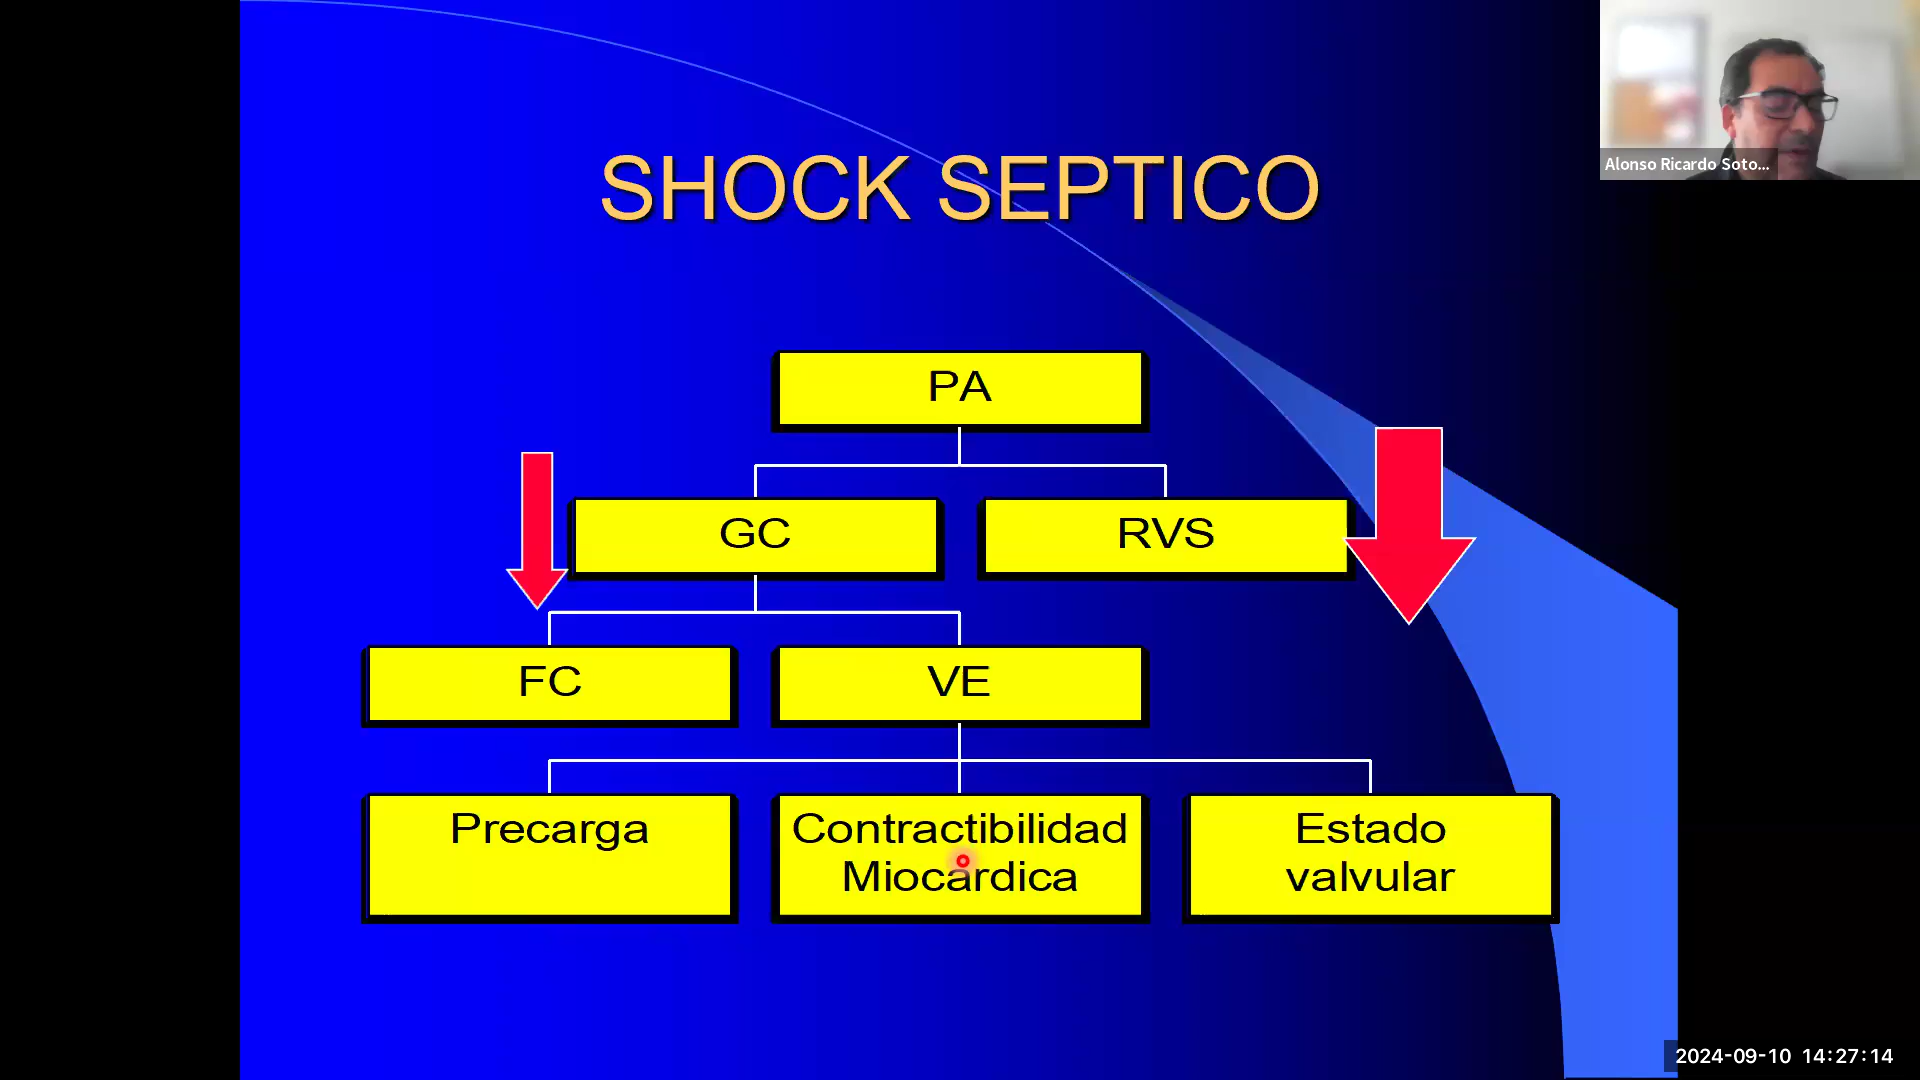 SHOCK SEPTICO
Alonso Ricardo Soto...
PA
GC
RVS
FC
VE
Precarga
Contractibilidad
Miocardica
Estado
valvular
2024-09-10 14:27:14